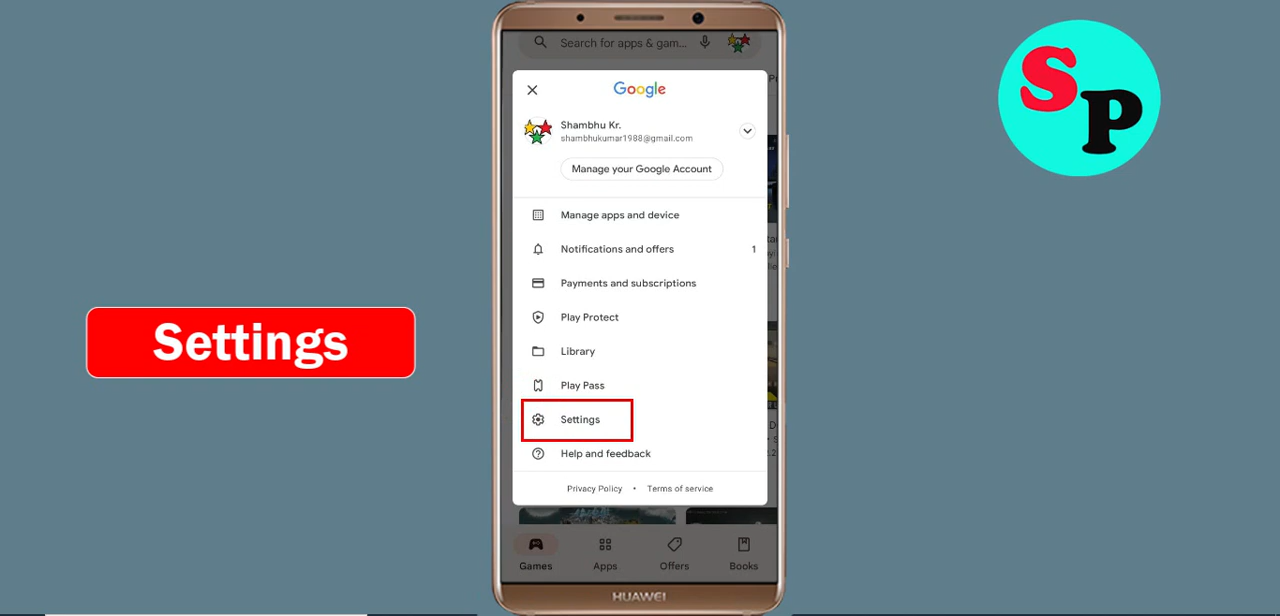 Search for apps & gam...
Google
Shambhu Kr.
shambhukumar1988@gmail.com
Manage your Google Account
Manage apps and device
Notifications and offers 1
Payments and subscriptions
Play Protect
Library
Play Pass
Settings
Help and feedback
Privacy Policy • Terms of service
Games Apps Offers Books
HUAWEI
Settings
SP